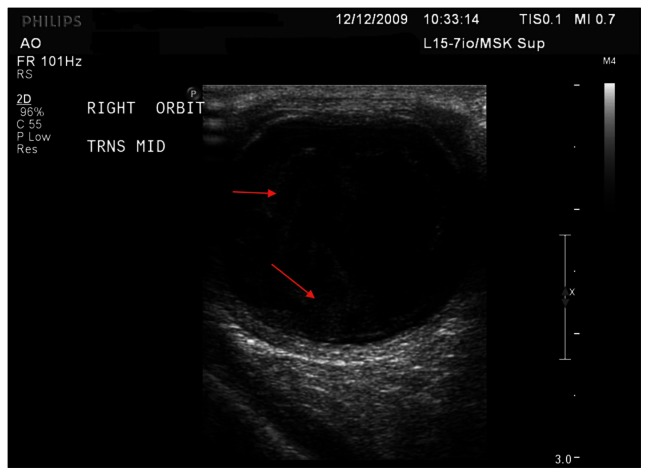 PHILIPS
12/12/2009 10:33:14 TIS0.1 MI 0.7
AO
L15-7io/MSK Sup
FR 101Hz
RS
M4
2D
96%
C 55
P Low
Res
P
RIGHT ORBIT
TRNS MID
X
3.0